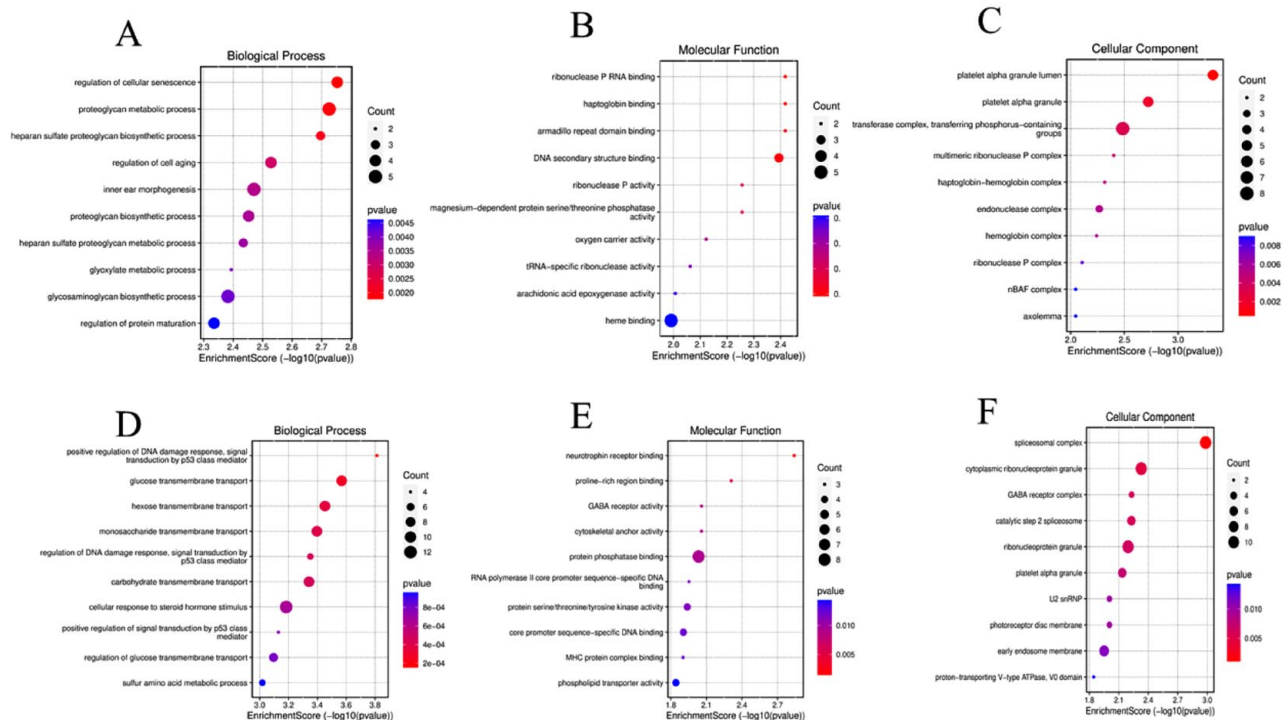 A
Biological Process
regulation of cellular senescence
proteoglycan metabolic process
heparan sulfate proteoglycan biosynthetic process
regulation of cell aging
inner ear morphogenesis
proteoglycan biosynthetic process
heparan sulfate proteoglycan metabolic process
glyoxylate metabolic process
glycosaminoglycan biosynthetic process
regulation of protein maturation
2.3 2.4 2.5 2.6 2.7 2.8
EnrichmentScore (−log10(pvalue))
Count
2
3
4
5
pvalue
0.0045
0.0040
0.0035
0.0030
0.0025
0.0020
B
Molecular Function
ribonuclease P RNA binding
haptoglobin binding
armadillo repeat domain binding
DNA secondary structure binding
ribonuclease P activity
magnesium−dependent protein serine/threonine phosphatase
activity
oxygen carrier activity
tRNA−specific ribonuclease activity
arachidonic acid epoxygenase activity
heme binding
2.0 2.1 2.2 2.3 2.4
EnrichmentScore (−log10(pvalue))
Count
2
3
4
5
pvalue
0.
0.
0.
0.
C
Cellular Component
platelet alpha granule lumen
platelet alpha granule
transferase complex, transferring phosphorus−containing
groups
multimeric ribonuclease P complex
haptoglobin−hemoglobin complex
endonuclease complex
hemoglobin complex
ribonuclease P complex
nBAF complex
axolemma
2.0 2.5 3.0
EnrichmentScore (−log10(pvalue))
Count
2
3
4
5
6
7
8
pvalue
0.008
0.006
0.004
0.002
D
Biological Process
positive regulation of DNA damage response, signal
transduction by p53 class mediator
glucose transmembrane transport
hexose transmembrane transport
monosaccharide transmembrane transport
regulation of DNA damage response, signal transduction by
p53 class mediator
carbohydrate transmembrane transport
cellular response to steroid hormone stimulus
positive regulation of signal transduction by p53 class
mediator
regulation of glucose transmembrane transport
sulfur amino acid metabolic process
3.0 3.2 3.4 3.6 3.8
EnrichmentScore (−log10(pvalue))
Count
4
6
8
10
12
pvalue
8e−04
6e−04
4e−04
2e−04
E
Molecular Function
neurotrophin receptor binding
proline−rich region binding
GABA receptor activity
cytoskeletal anchor activity
protein phosphatase binding
RNA polymerase II core promoter sequence−specific DNA
binding
protein serine/threonine/tyrosine kinase activity
core promoter sequence−specific DNA binding
MHC protein complex binding
phospholipid transporter activity
1.8 2.1 2.4 2.7
EnrichmentScore (−log10(pvalue))
Count
3
4
5
6
7
8
pvalue
0.010
0.005
F
Cellular Component
spliceosomal complex
cytoplasmic ribonucleoprotein granule
GABA receptor complex
catalytic step 2 spliceosome
ribonucleoprotein granule
platelet alpha granule
U2 snRNP
photoreceptor disc membrane
early endosome membrane
proton−transporting V−type ATPase, V0 domain
1.8 2.1 2.4 2.7 3.0
EnrichmentScore (−log10(pvalue))
Count
2
4
6
8
10
pvalue
0.010
0.005